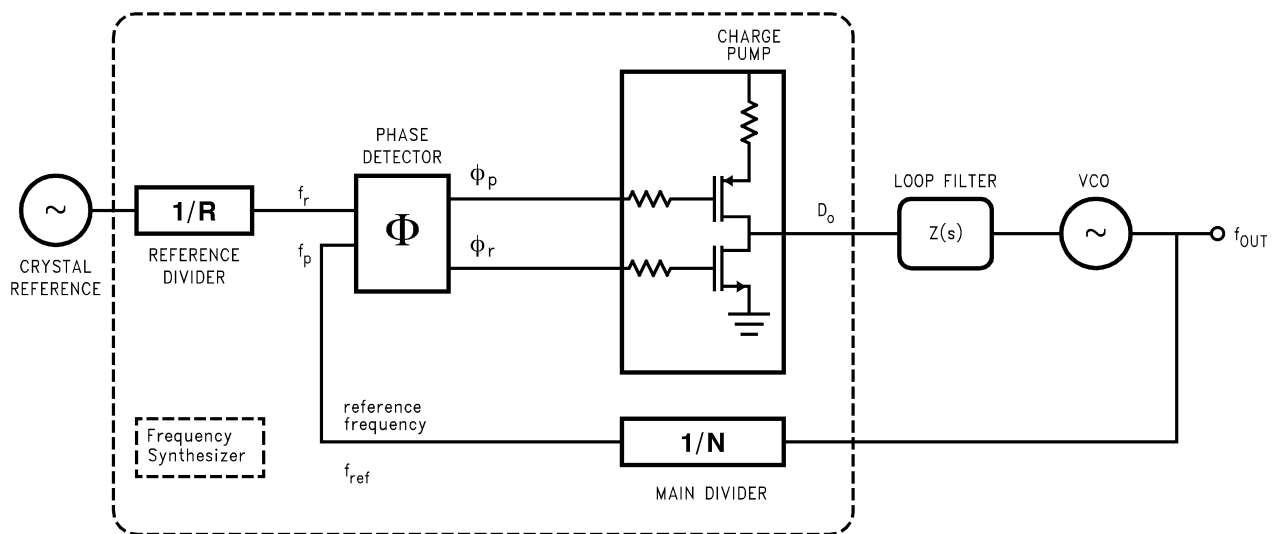 CHARGE
PUMP
PHASE
DETECTOR
ϕp
LOOP FILTER
VCO
~
1/R
fr
Do
Φ
Z(s)
~
fOUT
fp
ϕr
CRYSTAL
REFERENCE
REFERENCE
DIVIDER
reference
frequency
Frequency
Synthesizer
1/N
fref
MAIN DIVIDER